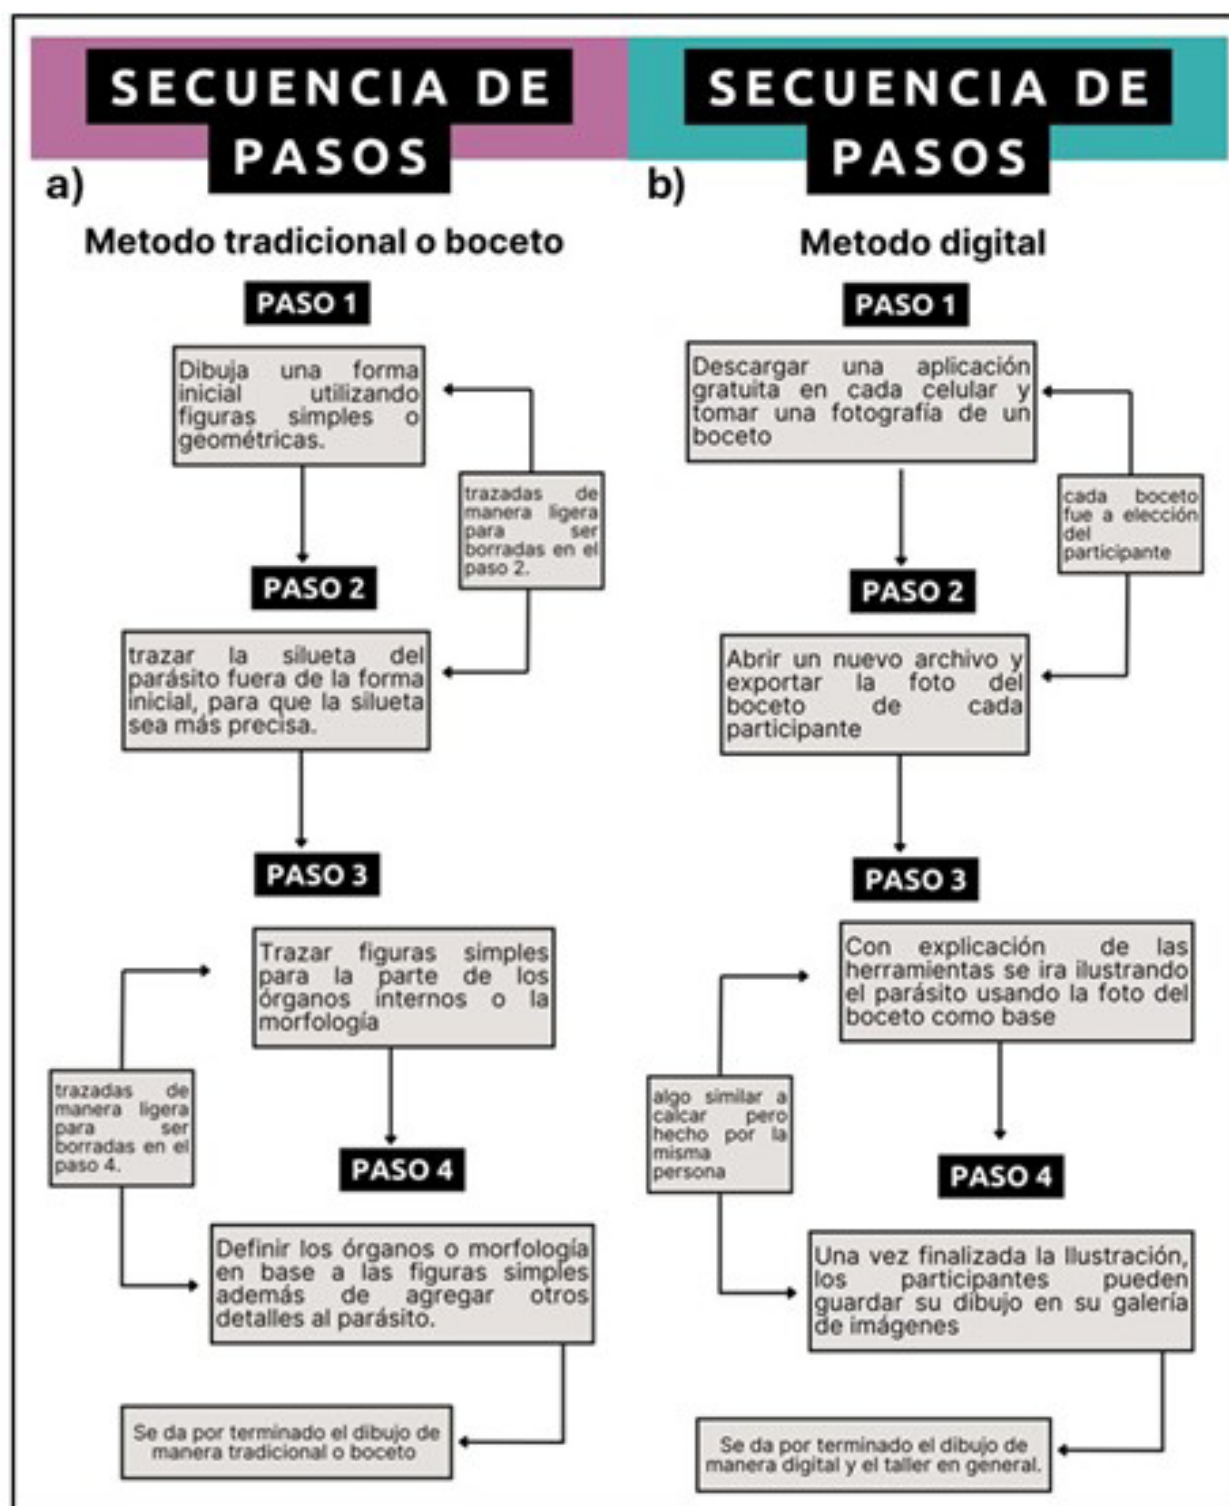 SECUENCIA DE
PASOS
a)
Metodo tradicional o boceto
PASO 1
Dibuja una forma
inicial utilizando
figuras simples o
geométricas.
trazadas de
manera ligera
para ser
borradas en el
paso 2.
PASO 2
trazar la silueta del
parásito fuera de la forma
inicial, para que la silueta
sea más precisa.
PASO 3
Trazar figuras simples
para la parte de los
órganos internos o la
morfología
trazadas de
manera ligera
para ser
borradas en el
paso 4.
PASO 4
Definir los órganos o morfología
en base a las figuras simples
además de agregar otros
detalles al parásito.
Se da por terminado el dibujo de
manera tradicional o boceto
SECUENCIA DE
PASOS
b)
Metodo digital
PASO 1
Descargar una aplicación
gratuita en cada celular y
tomar una fotografía de un
boceto
cada boceto
fue a elección
del
participante
PASO 2
Abrir un nuevo archivo y
exportar la foto del
boceto de cada
participante
PASO 3
Con explicación de las
herramientas se ira ilustrando
el parásito usando la foto del
boceto como base
algo similar a
calcar pero
hecho por la
misma
persona
PASO 4
Una vez finalizada la Ilustración,
los participantes pueden
guardar su dibujo en su galería
de imágenes
Se da por terminado el dibujo de
manera digital y el taller en general.